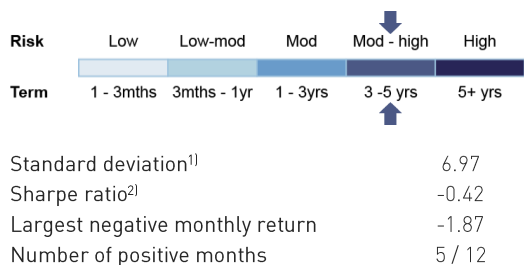 Risk Low Low-mod Mod Mod - high High
Term 1 - 3mths 3mths - 1yr 1 - 3yrs 3 -5 yrs 5+ yrs
Standard deviation1) 6.97
Sharpe ratio2) -0.42
Largest negative monthly return -1.87
Number of positive months 5 / 12